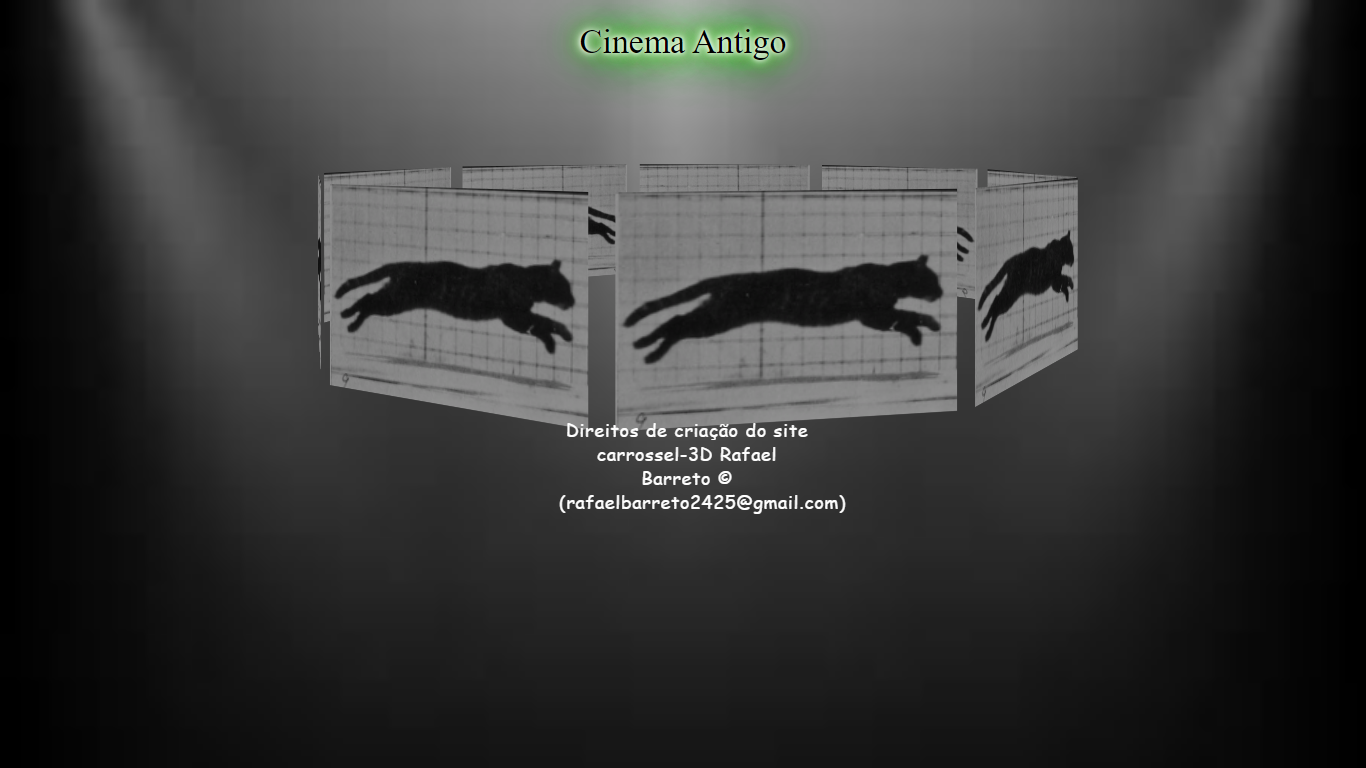 Cinema Antigo
Direitos de criação do site
carrossel-3D Rafael
Barreto ©
(rafaelbarreto2425@gmail.com)